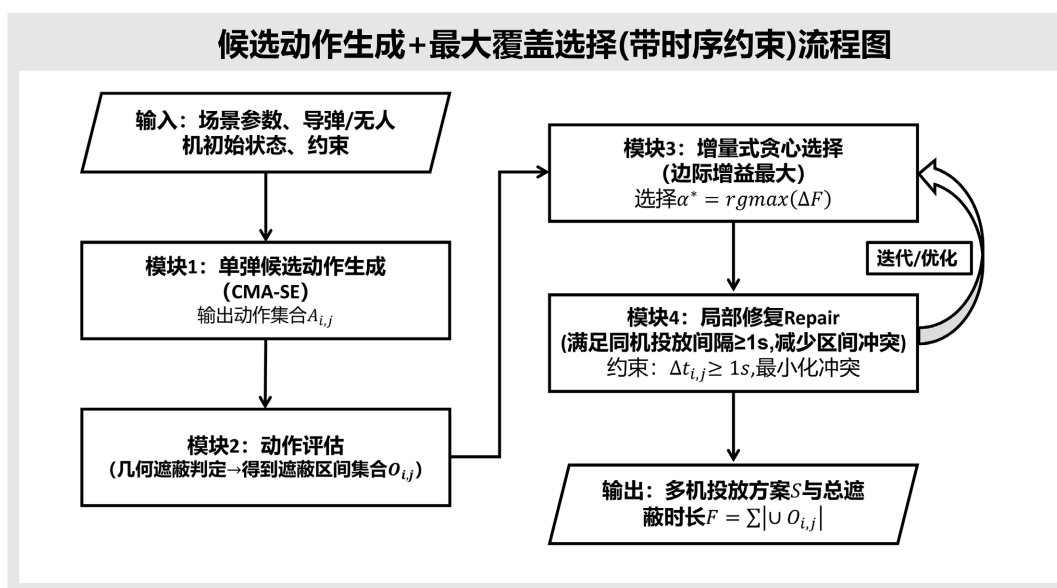 候选动作生成+最大覆盖选择(带时序约束)流程图
输入：场景参数、导弹/无人
机初始状态、约束
模块1：单弹候选动作生成
（CMA-SE）
输出动作集合A_{i,j}
模块2：动作评估
(几何遮蔽判定→得到遮蔽区间集合O_{i,j})
模块3：增量式贪心选择
(边际增益最大)
选择α* = rgmax(ΔF)
迭代/优化
模块4：局部修复Repair
(满足同机投放间隔≥1s,减少区间冲突)
约束：Δt_{i,j}≥ 1s,最小化冲突
输出：多机投放方案S与总遮
蔽时长F = ∑|∪ O_{i,j}|